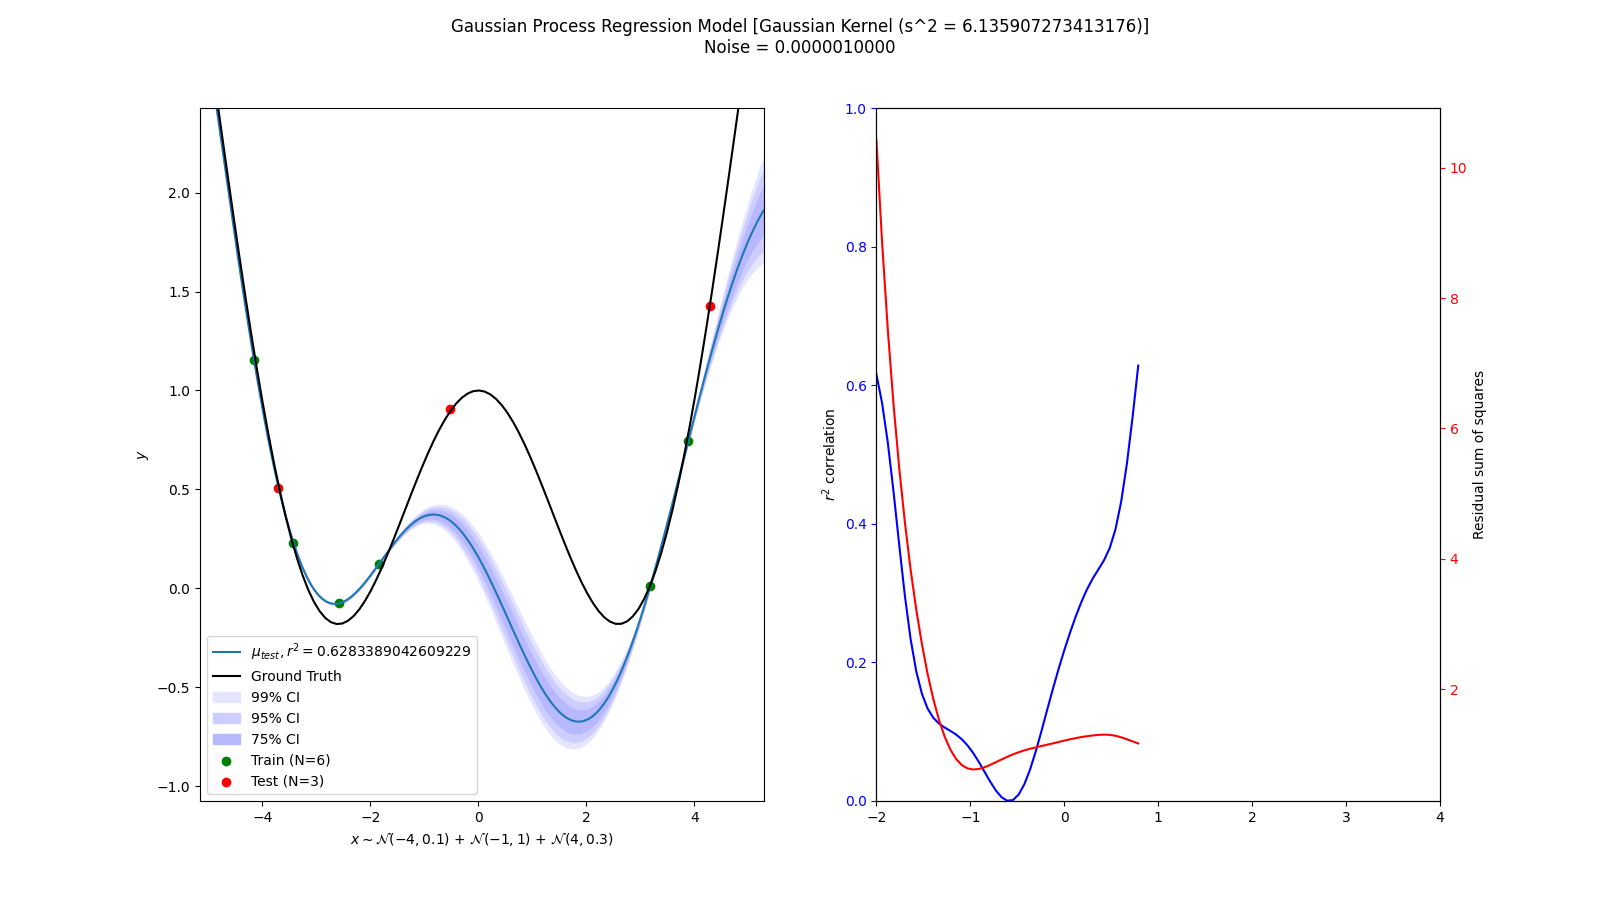 Gaussian Process Regression Model [Gaussian Kernel (s^2 = 6.135907273413176)]
Noise = 0.0000010000
2.0
1.5
1.0
0.5
0.0
−0.5
−1.0
y
−4
−2
0
2
4
x ∼ 𝒩(−4, 0.1) + 𝒩(−1, 1) + 𝒩(4, 0.3)
μ_test, r² = 0.6283389042609229
Ground Truth
99% CI
95% CI
75% CI
Train (N=6)
Test (N=3)
1.0
0.8
0.6
0.4
0.2
0.0
r² correlation
−2
−1
0
1
2
3
4
10
8
6
4
2
Residual sum of squares